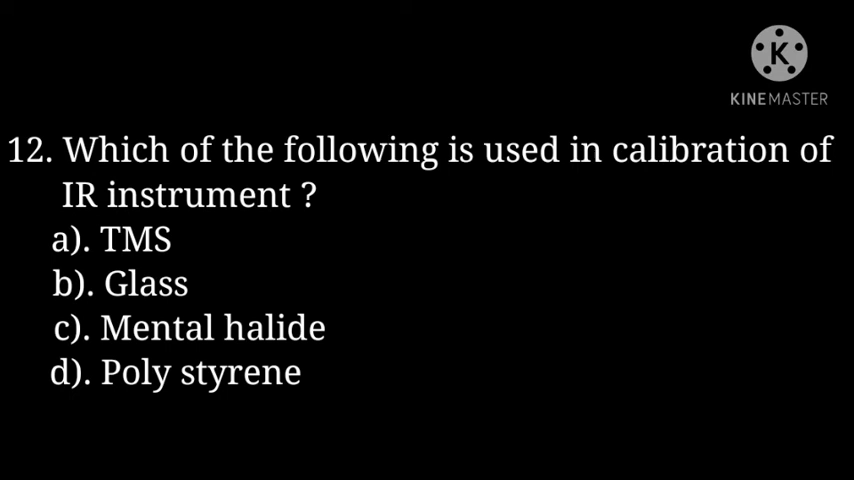 K
KINEMASTER
12. Which of the following is used in calibration of
IR instrument ?
a). TMS
b). Glass
c). Mental halide
d). Poly styrene